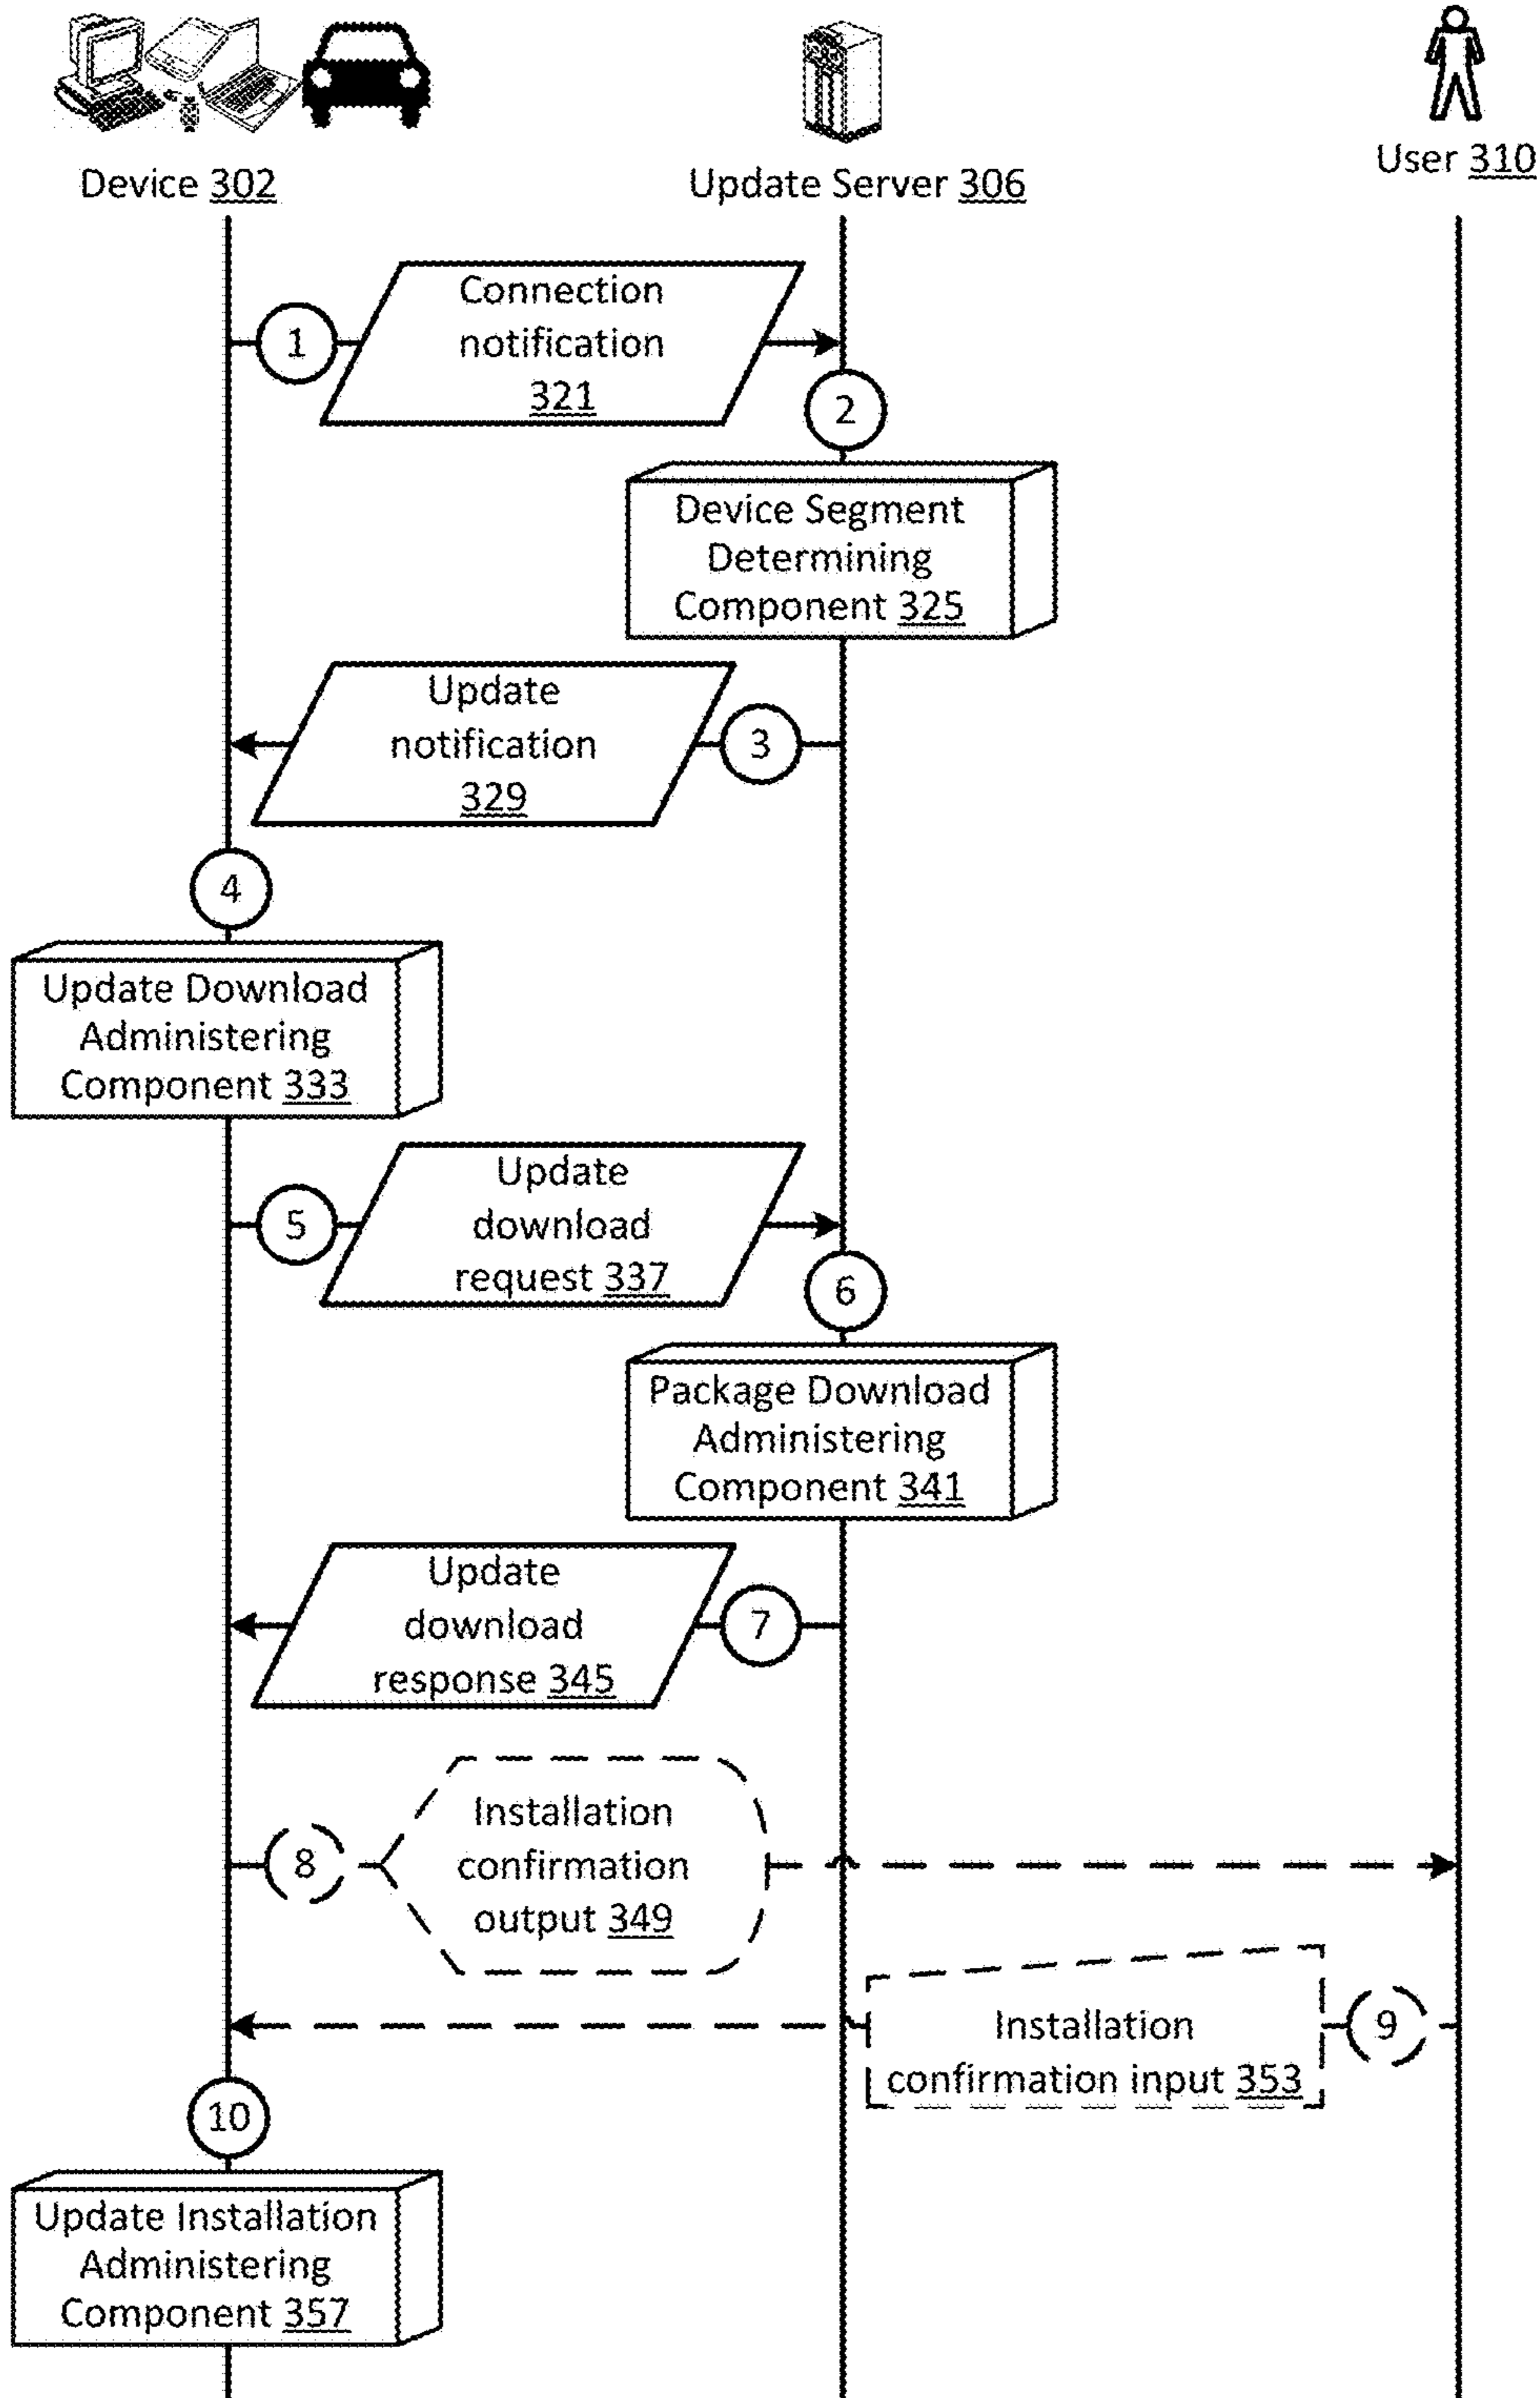 Device 302
Update Server 306
User 310
1
Connection
notification
321
2
Device Segment
Determining
Component 325
Update
notification
329
3
4
Update Download
Administering
Component 333
5
Update
download
request 337
6
Package Download
Administering
Component 341
Update
download
response 345
7
8
Installation
confirmation
output 349
Installation
confirmation input 353
9
10
Update Installation
Administering
Component 357